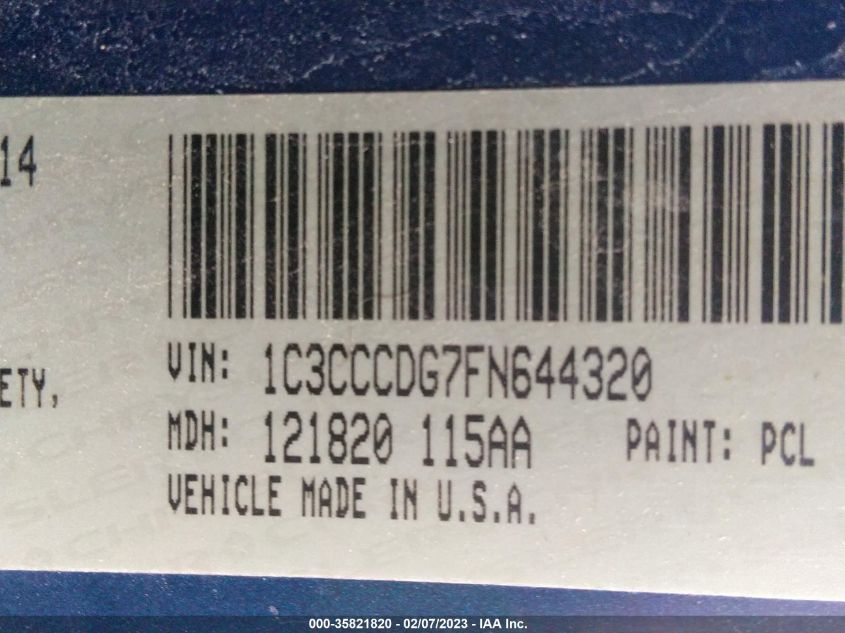 14
VIN: 1C3CCCDG7FN644320
ETY,
MDH: 121820 115AA PAINT: PCL
VEHICLE MADE IN U.S.A.
000-35821820 - 02/07/2023 - IAA Inc.